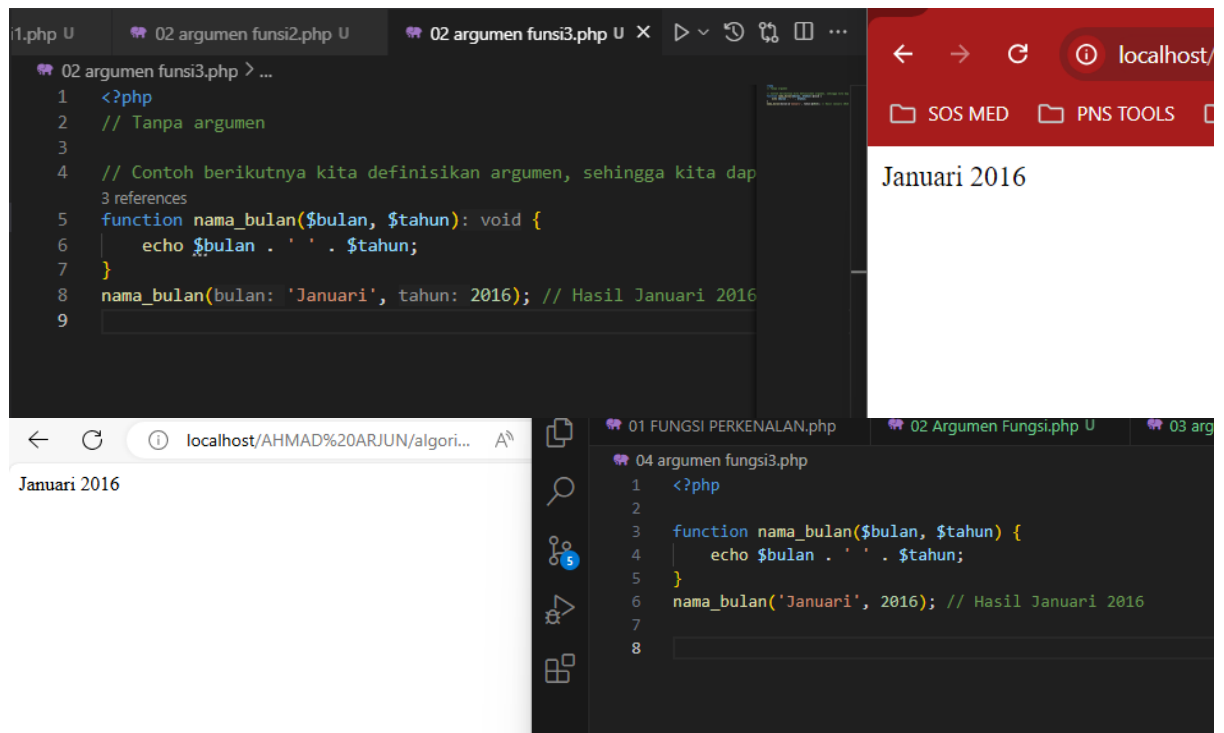 i1.php U 02 argumen funsi2.php U 02 argumen funsi3.php U
02 argumen funsi3.php > ...
1 <?php
2 // Tanpa argumen
3
4 // Contoh berikutnya kita definisikan argumen, sehingga kita dap
3 references
5 function nama_bulan($bulan, $tahun): void {
6 echo $bulan . ' ' . $tahun;
7 }
8 nama_bulan(bulan: 'Januari', tahun: 2016); // Hasil Januari 2016
9
localhost/
SOS MED PNS TOOLS
Januari 2016
localhost/AHMAD%20ARJUN/algori... A
Januari 2016
5
01 FUNGSI PERKENALAN.php 02 Argumen Fungsi.php U 03 arg
04 argumen fungsi3.php
1 <?php
2
3 function nama_bulan($bulan, $tahun) {
4 echo $bulan . ' ' . $tahun;
5 }
6 nama_bulan('Januari', 2016); // Hasil Januari 2016
7
8